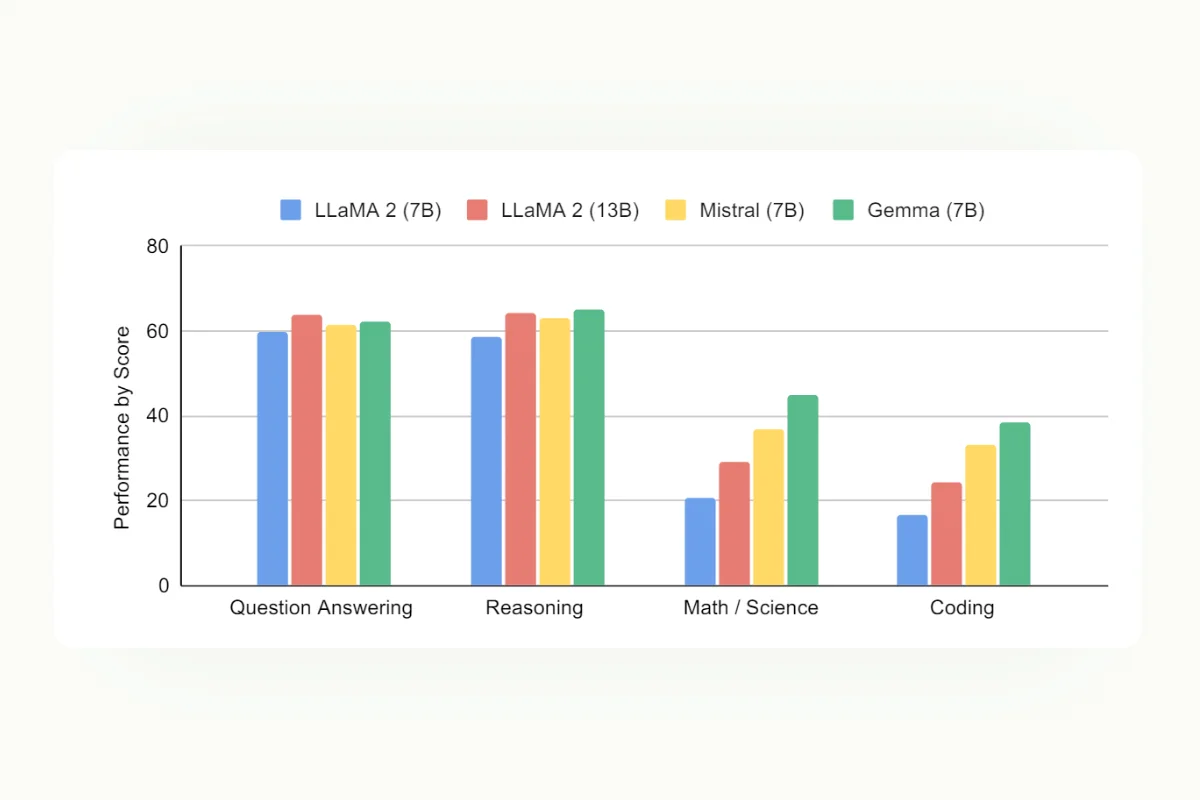 LLaMA 2 (7B) LLaMA 2 (13B) Mistral (7B) Gemma (7B)
80
60
40
20
0
Performance by Score
Question Answering Reasoning Math / Science Coding